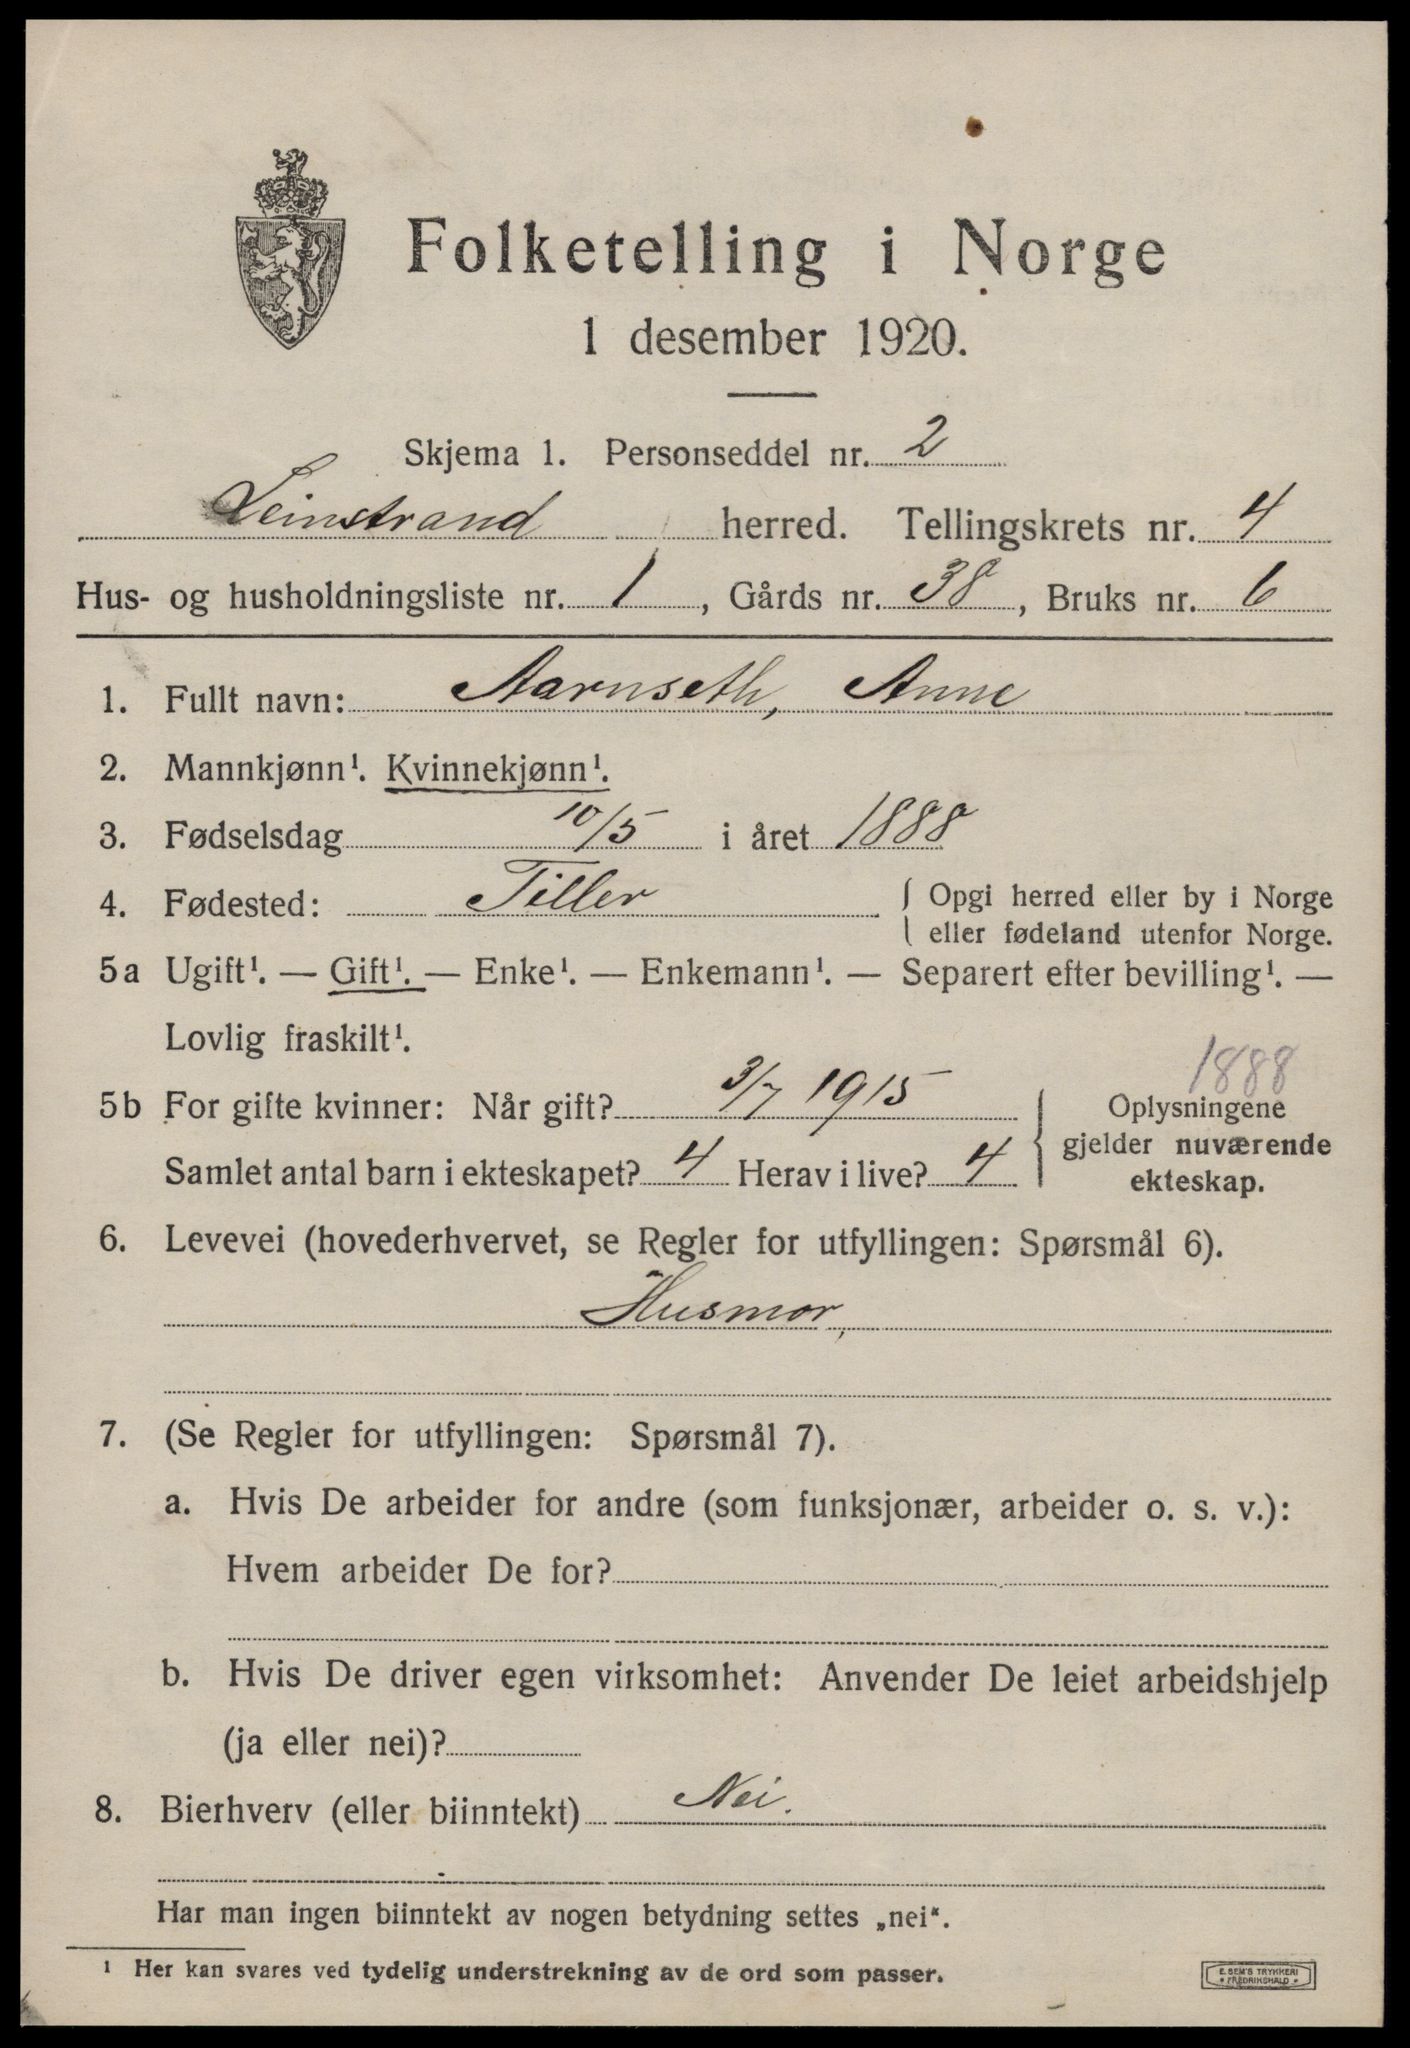 Folketelling i Norge
1 desember 1920.
Skjema 1. Personseddel nr. 2
Leinstrand herred. Tellingskrets nr. 4
Hus- og husholdningsliste nr. 1, Gårds nr. 38, Bruks nr. 6
1. Fullt navn: Aarnseth, Anne
2. Mannkjønn¹. Kvinnekjønn¹.
3. Fødselsdag 10/5 i året 1888
4. Fødested: Tiller { Opgi herred eller by i Norge
eller fødeland utenfor Norge.
5a Ugift¹. — Gift¹. — Enke¹. — Enkemann¹. — Separert efter bevilling¹. —
Lovlig fraskilt¹.
1888
5b For gifte kvinner: Når gift? 3/7 1915 Oplysningene
gjelder nuværende
Samlet antal barn i ekteskapet? 4 Herav i live? 4 ekteskap.
6. Levevei (hovederhvervet, se Regler for utfyllingen: Spørsmål 6).
Husmor,
7. (Se Regler for utfyllingen: Spørsmål 7).
a. Hvis De arbeider for andre (som funksjonær, arbeider o. s. v.):
Hvem arbeider De for?
b. Hvis De driver egen virksomhet: Anvender De leiet arbeidshjelp
(ja eller nei)?
8. Bierhverv (eller biinntekt) Nei.
Har man ingen biinntekt av nogen betydning settes „nei“.
¹ Her kan svares ved tydelig understrekning av de ord som passer.
E. SEM'S TRYKKERI
FREDRIKSHALD